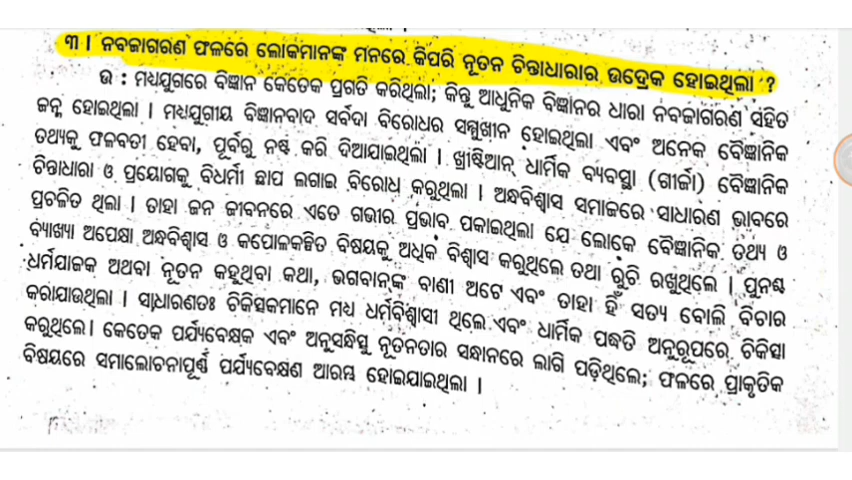 ୩ । ନବଜାଗରଣ ଫଳରେ ଲୋକମାନଙ୍କ ମନରେ କିପରି ନୂତନ ଚିନ୍ତାଧାରାର ଉଦ୍ରେକ ହୋଇଥିଲା ?
ଉ : ମଧ୍ୟଯୁଗରେ ବିଜ୍ଞାନ କେତେକ ପ୍ରଗତି କରିଥିଲା; କିନ୍ତୁ ଆଧୁନିକ ବିଜ୍ଞାନର ଧାରା ନବଜାଗରଣ ସହିତ
ଜନ୍ମ ହୋଇଥିଲା । ମଧ୍ୟଯୁଗୀୟ ବିଜ୍ଞାନବାଦ ସର୍ବଦା ବିରୋଧର ସମ୍ମୁଖୀନ ହୋଇଥିଲା ଏବଂ ଅନେକ ବୈଜ୍ଞାନିକ
ତଥ୍ୟକୁ ଫଳବତୀ ହେବା, ପୂର୍ବରୁ ନଷ୍ଟ କରି ଦିଆଯାଇଥିଲା । ଖ୍ରୀଷ୍ଟିଆନ୍ ଧାର୍ମିକ ବ୍ୟବସ୍ଥା (ଗୀର୍ଜା) ବୈଜ୍ଞାନିକ
ଚିନ୍ତାଧାରା ଓ ପ୍ରୟୋଗକୁ ବିଧର୍ମୀ ଛାପ ଲଗାଇ ବିରୋଧ କରୁଥିଲା । ଅନ୍ଧବିଶ୍ୱାସ ସମାଜରେ ସାଧାରଣ ଭାବରେ
ପ୍ରଚଳିତ ଥିଲା । ତାହା ଜନ ଜୀବନରେ ଏତେ ଗଭୀର ପ୍ରଭାବ ପକାଇଥିଲା ଯେ ଲୋକେ ବୈଜ୍ଞାନିକ ତଥ୍ୟ ଓ
ବ୍ୟାଖ୍ୟା ଅପେକ୍ଷା ଅନ୍ଧବିଶ୍ୱାସ ଓ କପୋଳକଳ୍ପିତ ବିଷୟକୁ ଅଧିକ ବିଶ୍ୱାସ କରୁଥିଲେ ତଥା ରୁଚି ରଖୁଥିଲେ । ପୁନଶ୍ଚ
ଧର୍ମଯାଜକ ଅଥବା ନୂତନ କହୁଥିବା କଥା, ଭଗବାନଙ୍କ ବାଣୀ ଅଟେ ଏବଂ ତାହା ହିଁ ସତ୍ୟ ବୋଲି ବିଚାର
କରାଯାଉଥିଲା । ସାଧାରଣତଃ ଚିକିତ୍ସକମାନେ ମଧ୍ୟ ଧର୍ମବିଶ୍ୱାସୀ ଥିଲେ ଏବଂ ଧାର୍ମିକ ପଦ୍ଧତି ଅନୁରୂପରେ ଚିକିତ୍ସା
କରୁଥିଲେ। କେତେକ ପର୍ଯ୍ୟବେକ୍ଷକ ଏବଂ ଅନୁସନ୍ଧିତ୍ସୁ ନୂତନତାର ସନ୍ଧାନରେ ଲାଗି ପଡ଼ିଥିଲେ; ଫଳରେ ପ୍ରାକୃତିକ
ବିଷୟରେ ସମାଲୋଚନାପୂର୍ଣ୍ଣ ପର୍ଯ୍ୟବେକ୍ଷଣ ଆରମ୍ଭ ହୋଇଯାଇଥିଲା ।